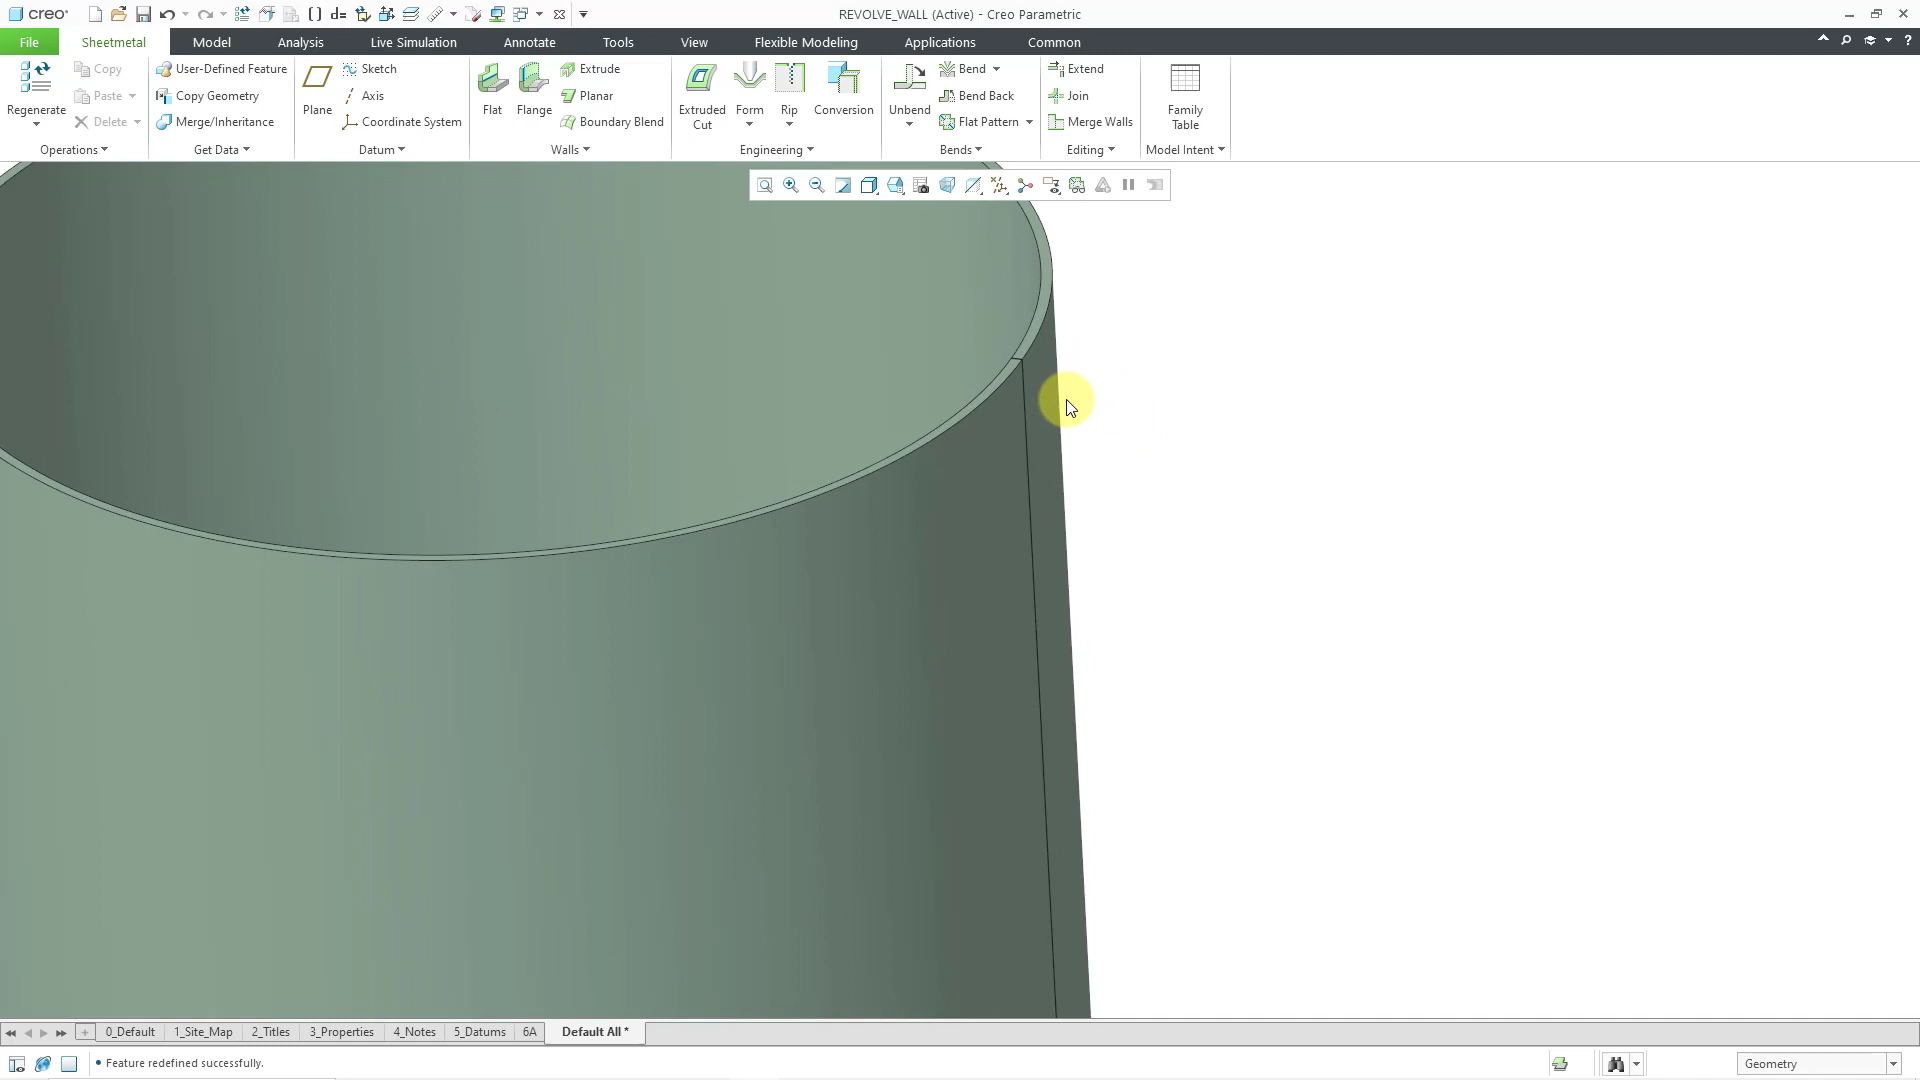 creo®
REVOLVE_WALL (Active) - Creo Parametric
File Sheetmetal Model Analysis Live Simulation Annotate Tools View Flexible Modeling Applications Common
Regenerate
Copy
Paste
Delete
Operations
User-Defined Feature
Copy Geometry
Merge/Inheritance
Get Data
Plane
Sketch
Axis
Coordinate System
Datum
Flat
Flange
Extrude
Planar
Boundary Blend
Walls
Extruded
Cut
Form
Rip
Conversion
Engineering
Unbend
Bend
Bend Back
Flat Pattern
Bends
Extend
Join
Merge Walls
Editing
Family
Table
Model Intent
0_Default 1_Site_Map 2_Titles 3_Properties 4_Notes 5_Datums 6A Default All *
• Feature redefined successfully.
Geometry